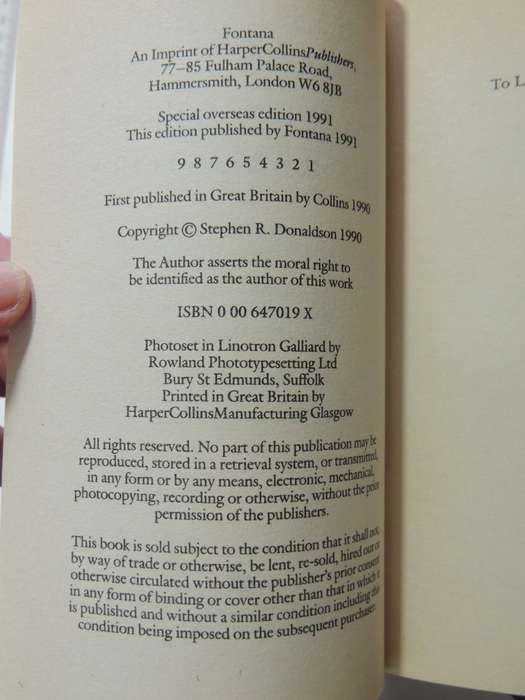 Fontana
An Imprint of HarperCollinsPublishers,
77–85 Fulham Palace Road,
Hammersmith, London W6 8JB
Special overseas edition 1991
This edition published by Fontana 1991
9 8 7 6 5 4 3 2 1
First published in Great Britain by Collins 1990
Copyright © Stephen R. Donaldson 1990
The Author asserts the moral right to
be identified as the author of this work
ISBN 0 00 647019 X
Photoset in Linotron Galliard by
Rowland Phototypesetting Ltd
Bury St Edmunds, Suffolk
Printed in Great Britain by
HarperCollinsManufacturing Glasgow
All rights reserved. No part of this publication may be
reproduced, stored in a retrieval system, or transmitted,
in any form or by any means, electronic, mechanical,
photocopying, recording or otherwise, without the prior
permission of the publishers.
This book is sold subject to the condition that it shall not,
by way of trade or otherwise, be lent, re-sold, hired out or
otherwise circulated without the publisher's prior consent
in any form of binding or cover other than that in which it
is published and without a similar condition including this
condition being imposed on the subsequent purchaser.
To L